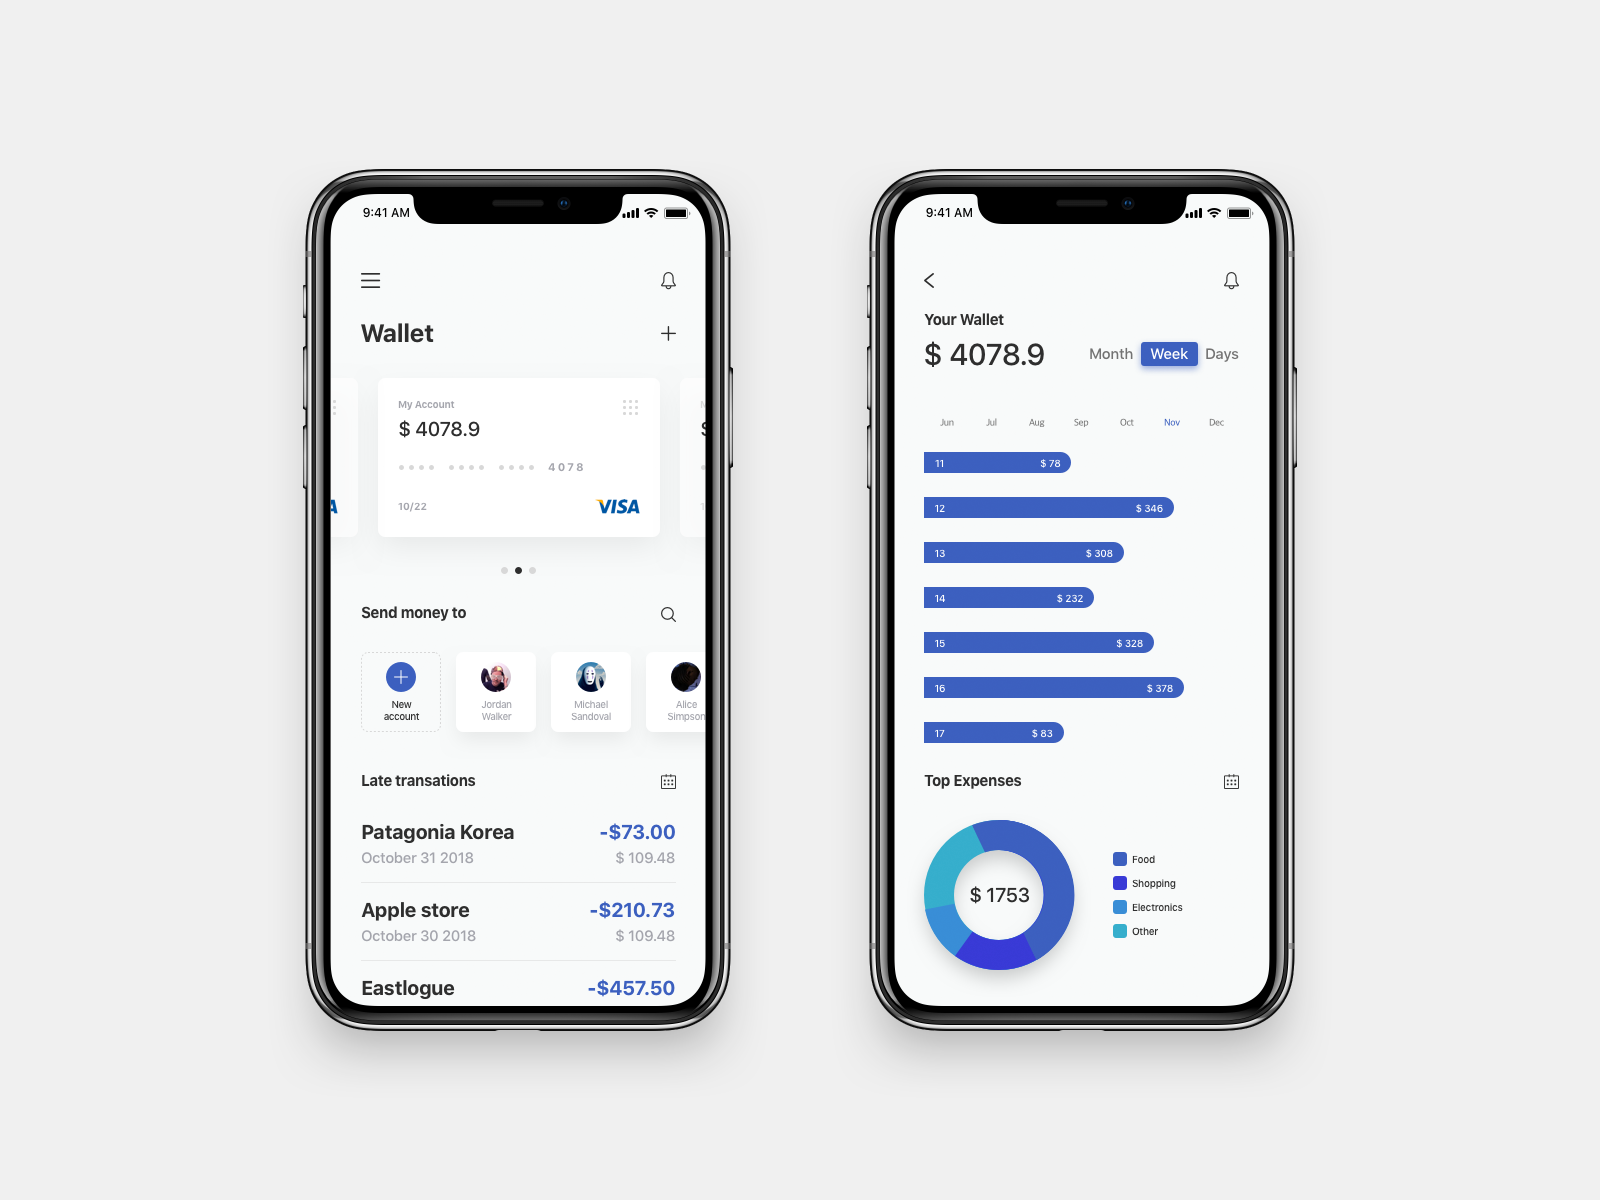 9:41 AM
Wallet
My Account
$ 4078.9
4078
10/22
VISA
Send money to
New
account
Jordan
Walker
Michael
Sandoval
Alice
Simpson
Late transations
Patagonia Korea
-$73.00
October 31 2018
$ 109.48
Apple store
-$210.73
October 30 2018
$ 109.48
Eastlogue
-$457.50
9:41 AM
Your Wallet
$ 4078.9
Month Week Days
Jun Jul Aug Sep Oct Nov Dec
11 $ 78
12 $ 346
13 $ 308
14 $ 232
15 $ 328
16 $ 378
17 $ 83
Top Expenses
$ 1753
Food
Shopping
Electronics
Other